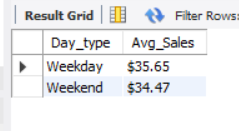 Result Grid Filter Rows:
Day_type Avg_Sales
Weekday $35.65
Weekend $34.47